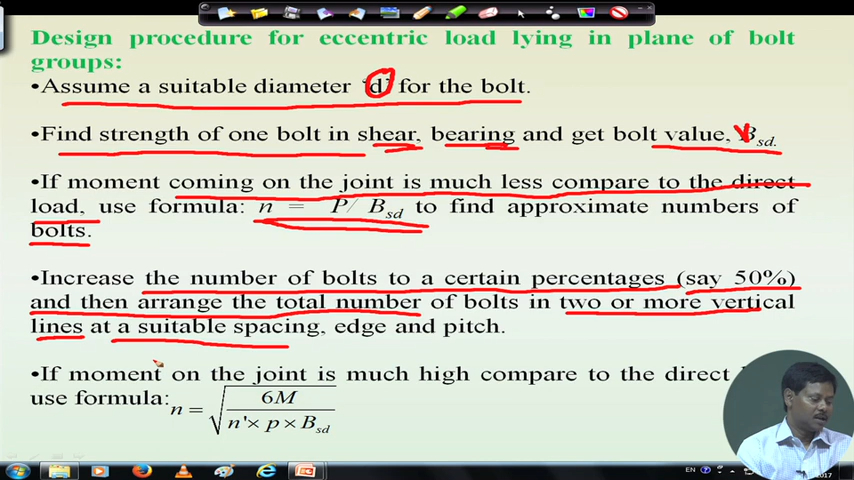 Design procedure for eccentric load lying in plane of bolt
groups:
•Assume a suitable diameter 'd' for the bolt.
•Find strength of one bolt in shear, bearing and get bolt value, Bsd.
•If moment coming on the joint is much less compare to the direct
load, use formula: n = P/ Bsd to find approximate numbers of
bolts.
•Increase the number of bolts to a certain percentages (say 50%)
and then arrange the total number of bolts in two or more vertical
lines at a suitable spacing, edge and pitch.
•If moment on the joint is much high compare to the direct
use formula: n = √(6M / n'× p × Bsd)
EN
2017